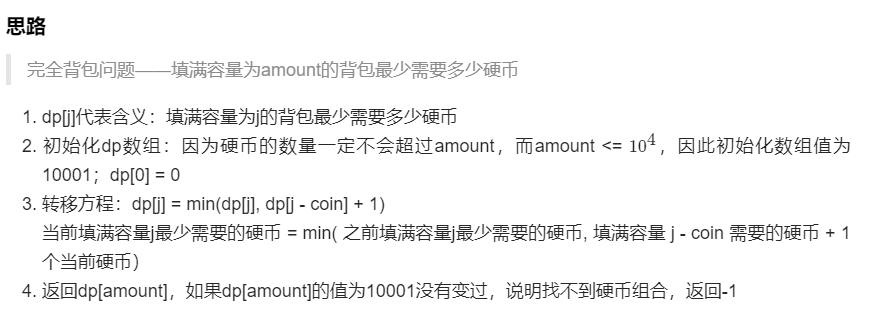 思路
完全背包问题——填满容量为amount的背包最少需要多少硬币
1. dp[j]代表含义：填满容量为j的背包最少需要多少硬币
2. 初始化dp数组：因为硬币的数量一定不会超过amount，而amount <= 10⁴，因此初始化数组值为
10001；dp[0] = 0
3. 转移方程：dp[j] = min(dp[j], dp[j - coin] + 1)
当前填满容量j最少需要的硬币 = min( 之前填满容量j最少需要的硬币, 填满容量 j - coin 需要的硬币 + 1
个当前硬币）
4. 返回dp[amount]，如果dp[amount]的值为10001没有变过，说明找不到硬币组合，返回-1